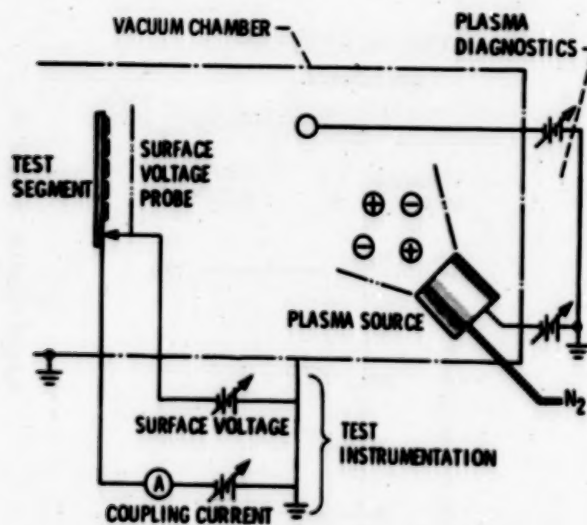 VACUUM CHAMBER
PLASMA
DIAGNOSTICS
TEST
SEGMENT
SURFACE
VOLTAGE
PROBE
PLASMA SOURCE
N₂
SURFACE VOLTAGE
TEST
INSTRUMENTATION
A
COUPLING CURRENT